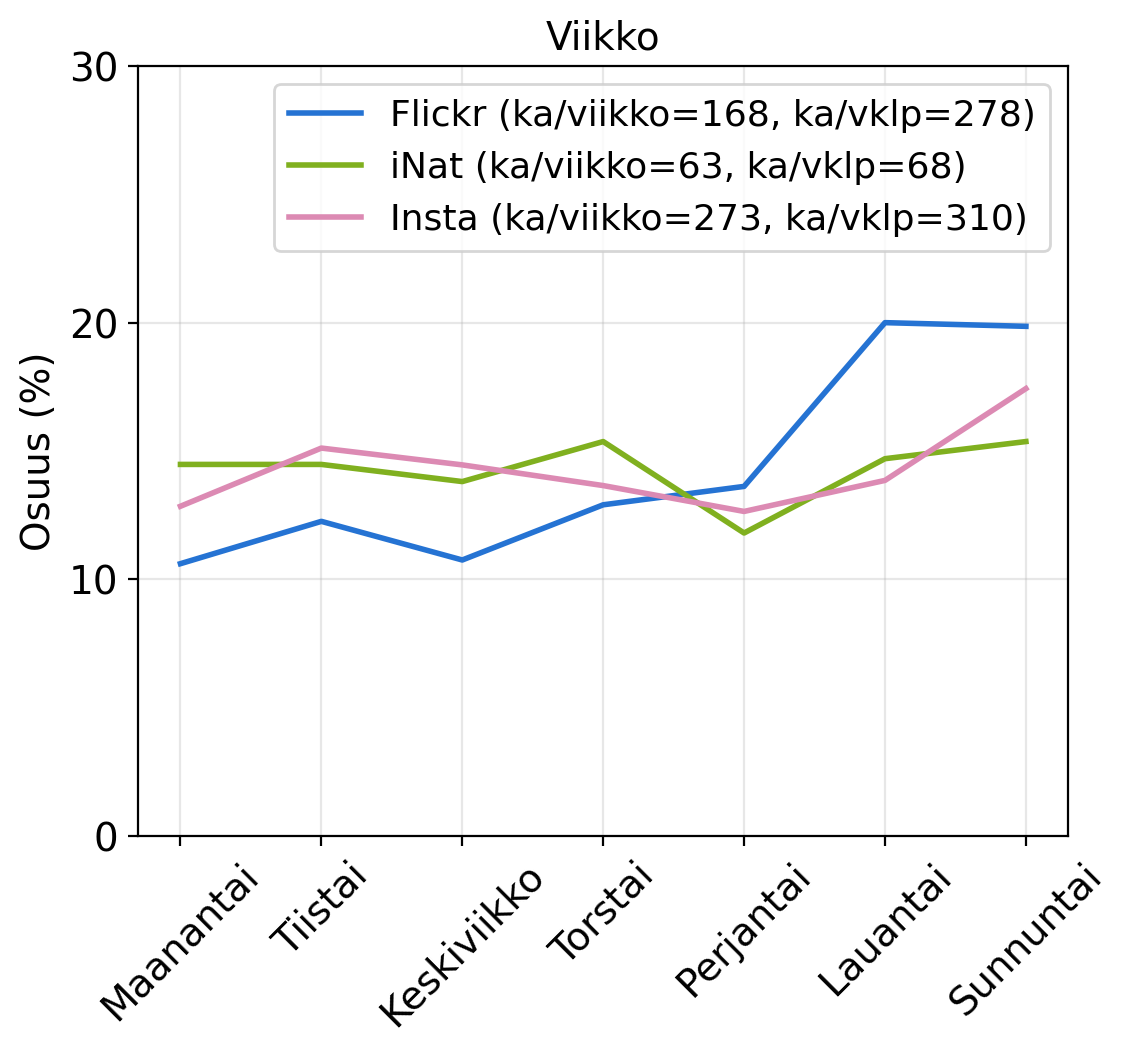 Viikko
30
Flickr (ka/viikko=168, ka/vklp=278)
iNat (ka/viikko=63, ka/vklp=68)
Insta (ka/viikko=273, ka/vklp=310)
20
Osuus (%)
10
0
Maanantai
Tiistai
Keskiviikko
Torstai
Perjantai
Lauantai
Sunnuntai